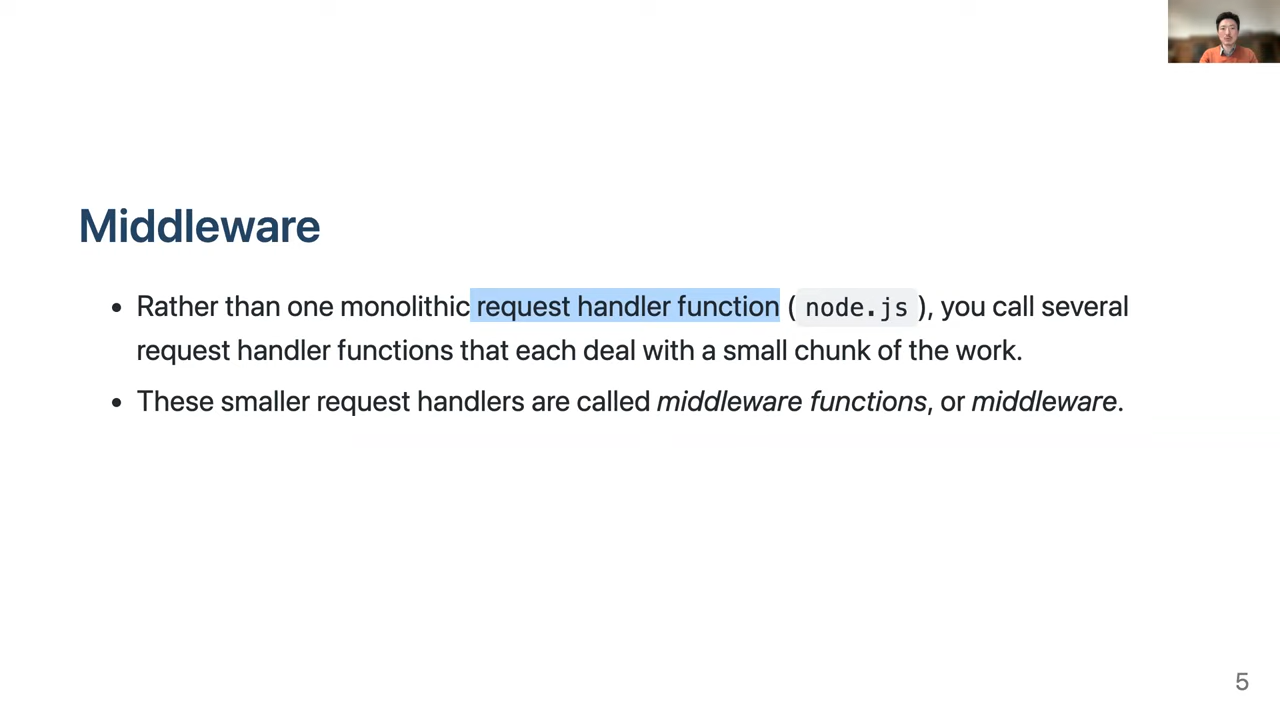 Middleware
• Rather than one monolithic request handler function ( node.js ), you call several
request handler functions that each deal with a small chunk of the work.
• These smaller request handlers are called middleware functions, or middleware.
5